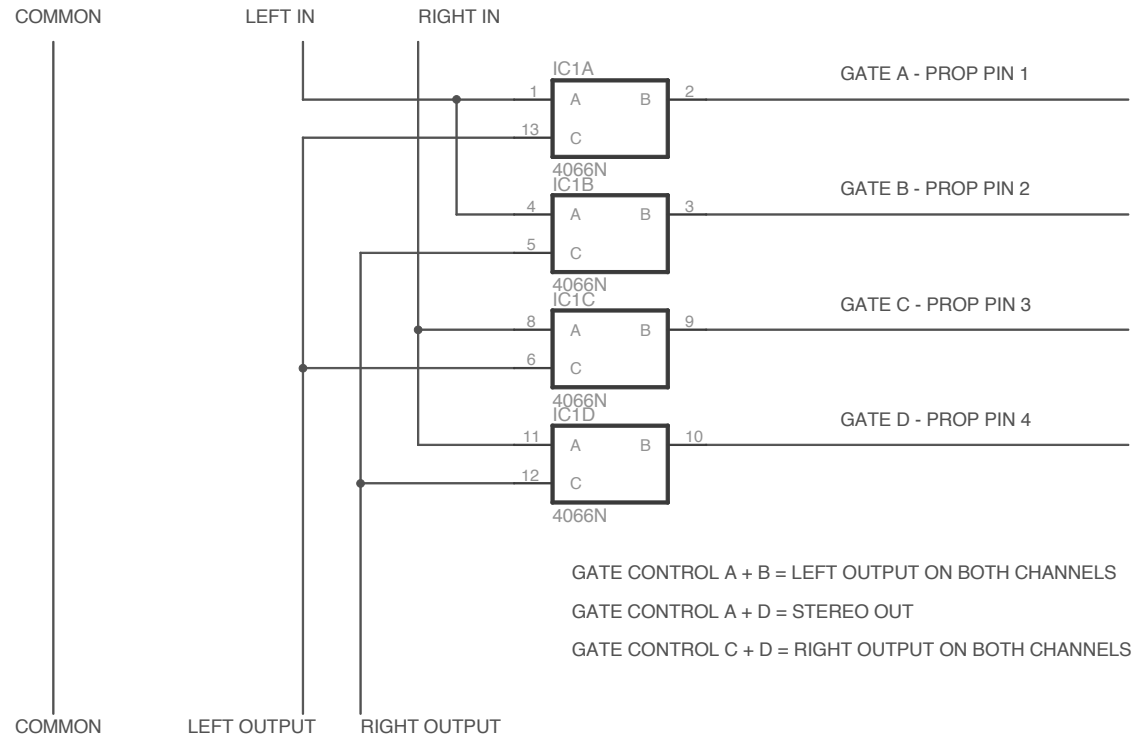 COMMON LEFT IN RIGHT IN
IC1A
GATE A - PROP PIN 1
1 A B 2
13 C
4066N
IC1B
GATE B - PROP PIN 2
4 A B 3
5 C
4066N
IC1C
GATE C - PROP PIN 3
8 A B 9
6 C
4066N
IC1D
GATE D - PROP PIN 4
11 A B 10
12 C
4066N
GATE CONTROL A + B = LEFT OUTPUT ON BOTH CHANNELS
GATE CONTROL A + D = STEREO OUT
GATE CONTROL C + D = RIGHT OUTPUT ON BOTH CHANNELS
COMMON LEFT OUTPUT RIGHT OUTPUT